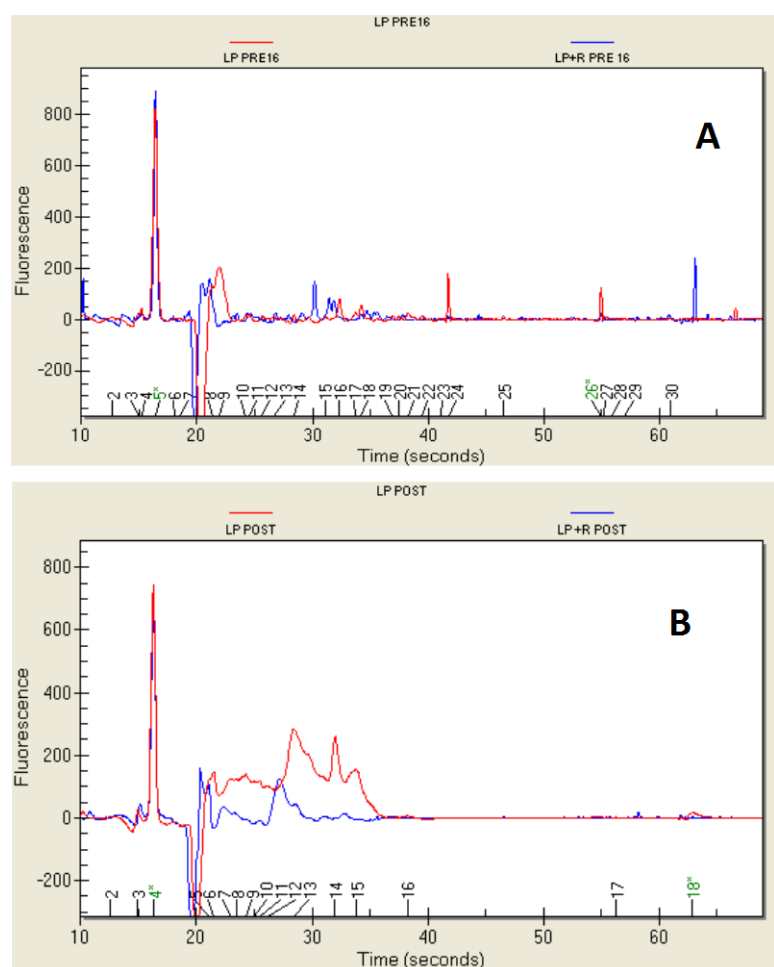 LP PRE16
LP PRE16 LP+R PRE 16
A
800
600
400
200
0
-200
Fluorescence
2 3 4 5* 6 7 8 9 10 11 12 13 14 15 16 17 18 19 20 21 22 23 24 25 26* 27 28 29 30
10 20 30 40 50 60
Time (seconds)
LP POST
LP POST LP +R POST
B
800
600
400
200
0
-200
Fluorescence
2 3 4* 5 6 7 8 9 10 11 12 13 14 15 16 17 18*
10 20 30 40 50 60
Time (seconds)